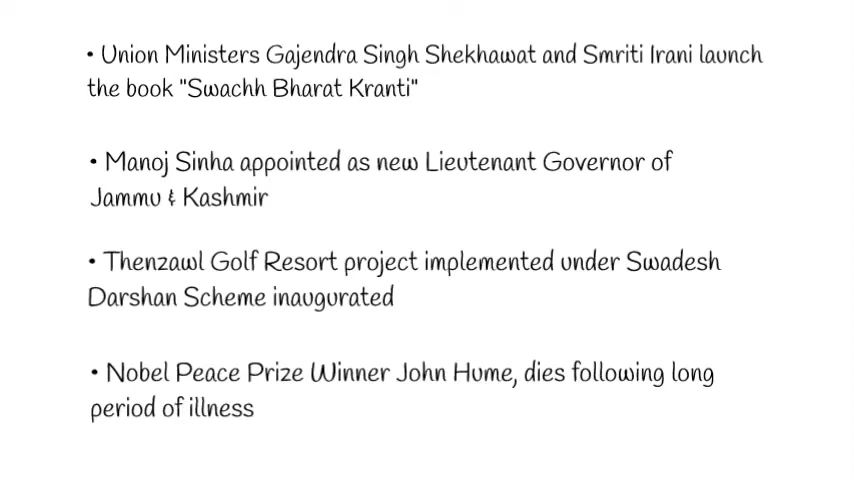 • Union Ministers Gajendra Singh Shekhawat and Smriti Irani launch
the book "Swachh Bharat Kranti"
• Manoj Sinha appointed as new Lieutenant Governor of
Jammu & Kashmir
• Thenzawl Golf Resort project implemented under Swadesh
Darshan Scheme inaugurated
• Nobel Peace Prize Winner John Hume, dies following long
period of illness